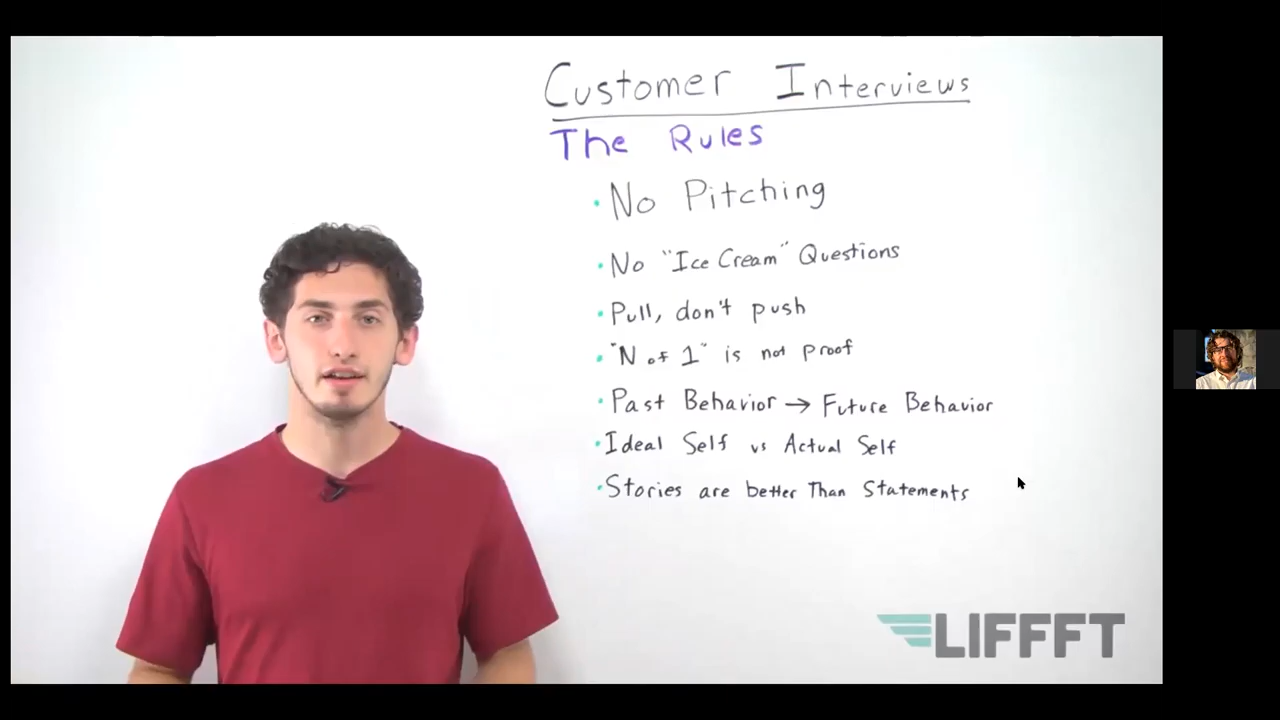 Customer Interviews
The Rules
• No Pitching
• No "Ice Cream" Questions
• Pull, don't push
• "N of 1" is not proof
• Past Behavior → Future Behavior
• Ideal Self vs Actual Self
• Stories are better Than Statements
LIFFFT